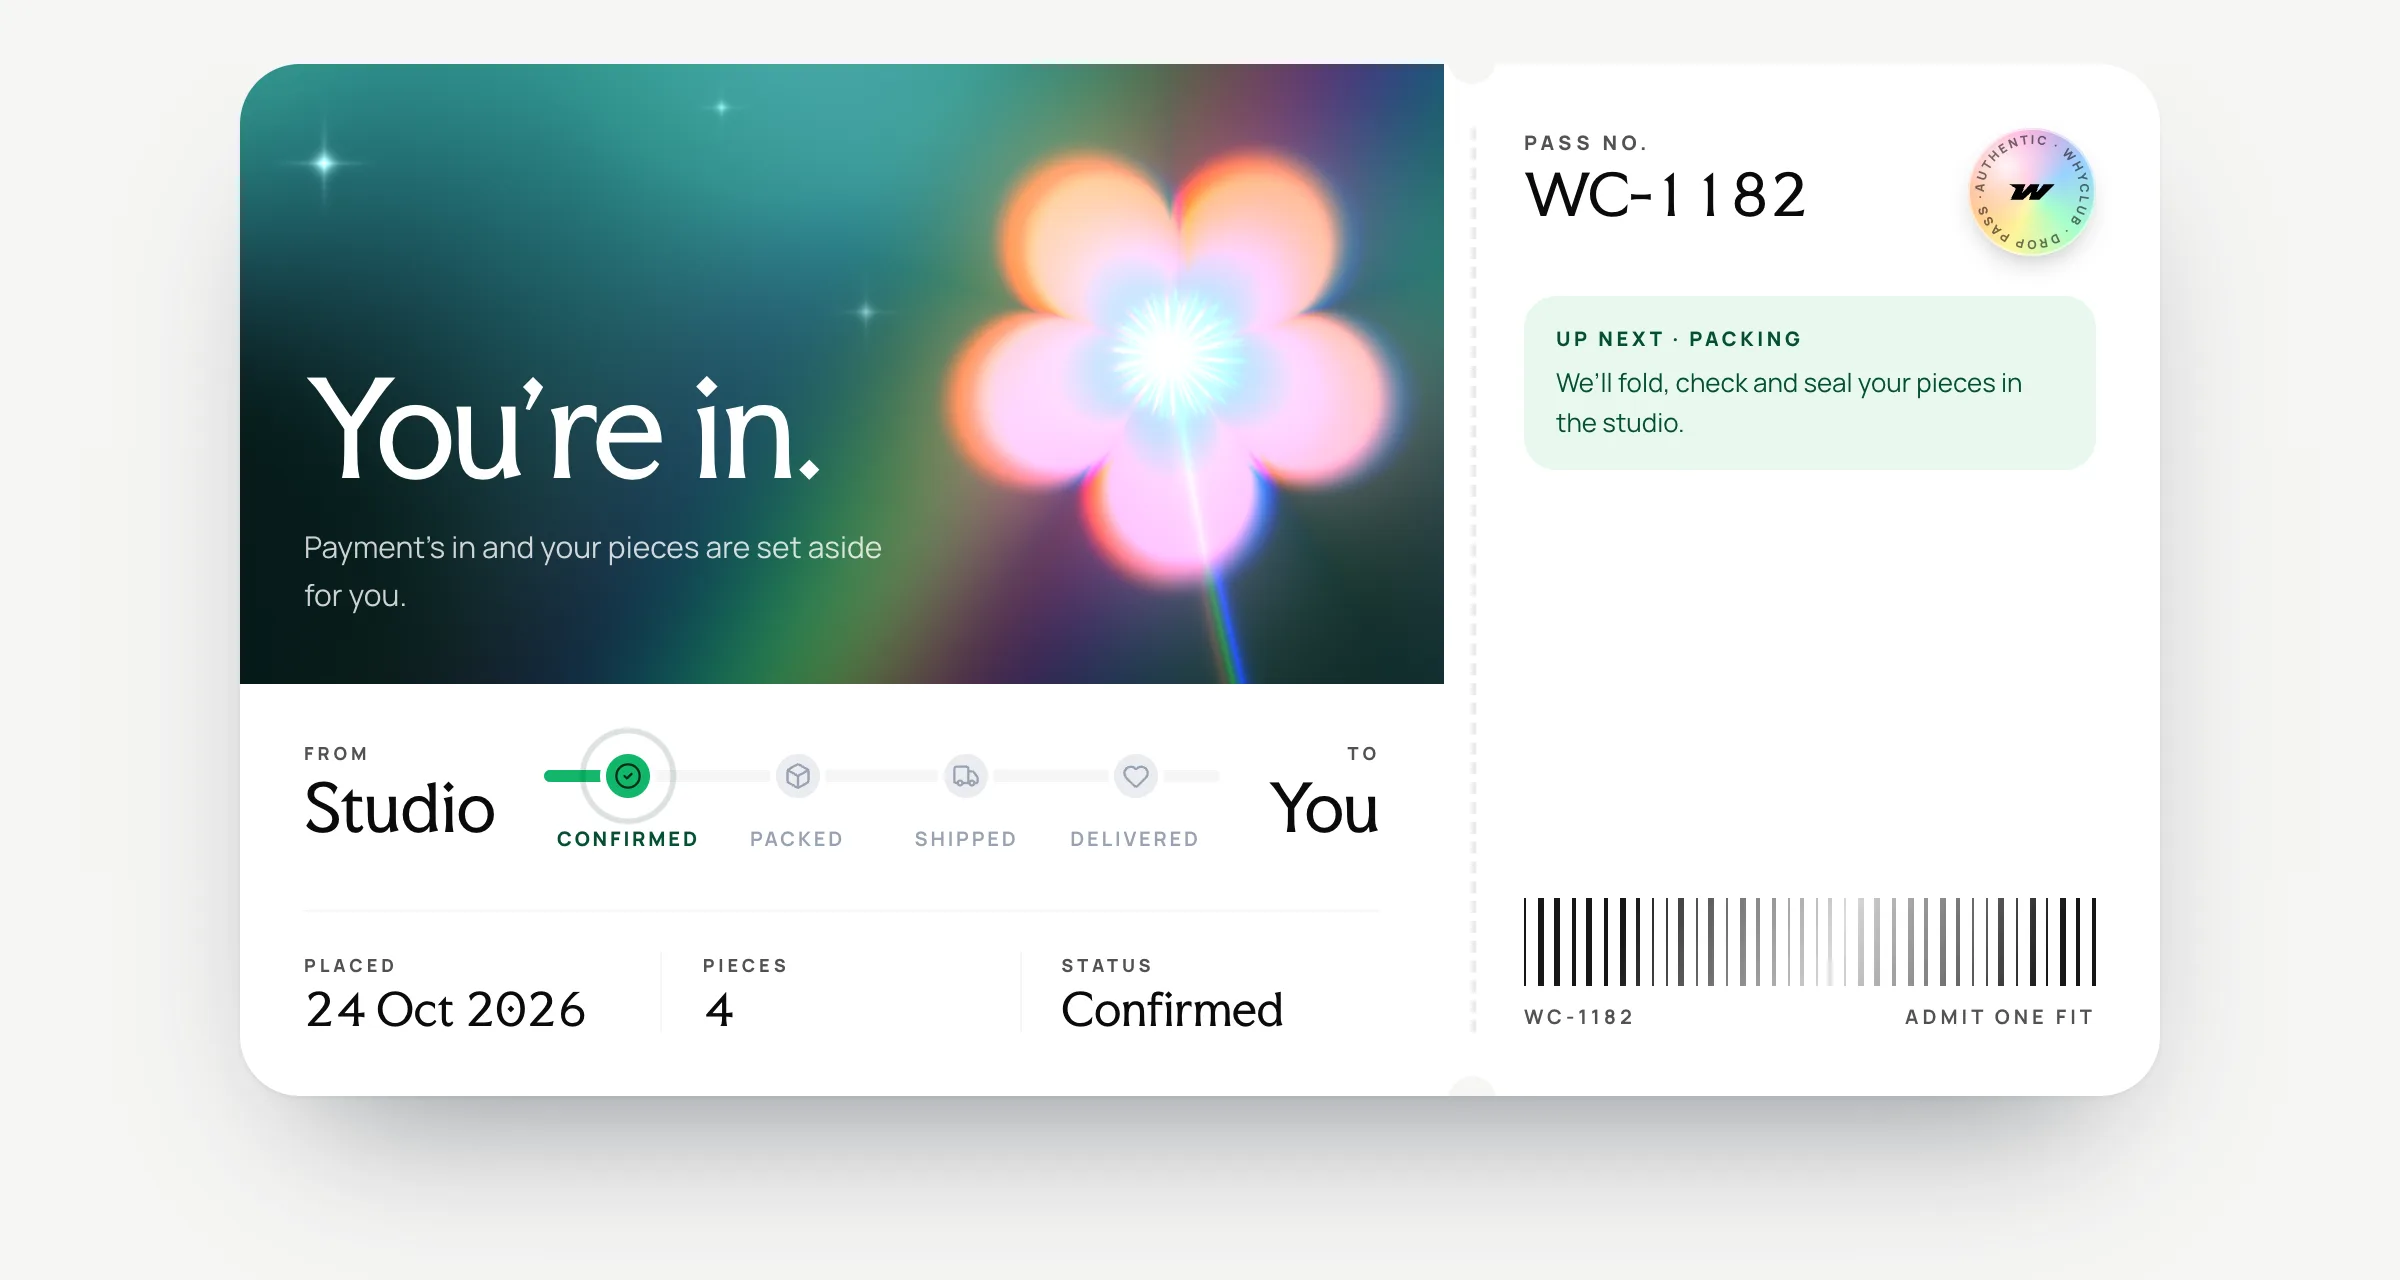 You’re in.
Payment’s in and your pieces are set aside
for you.
FROM
Studio
CONFIRMED
PACKED
SHIPPED
DELIVERED
TO
You
PLACED
24 Oct 2026
PIECES
4
STATUS
Confirmed
PASS NO.
WC-1182
AUTHENTIC · WHYCLUB · DROP PASS ·
W
UP NEXT · PACKING
We’ll fold, check and seal your pieces in
the studio.
WC-1182
ADMIT ONE FIT